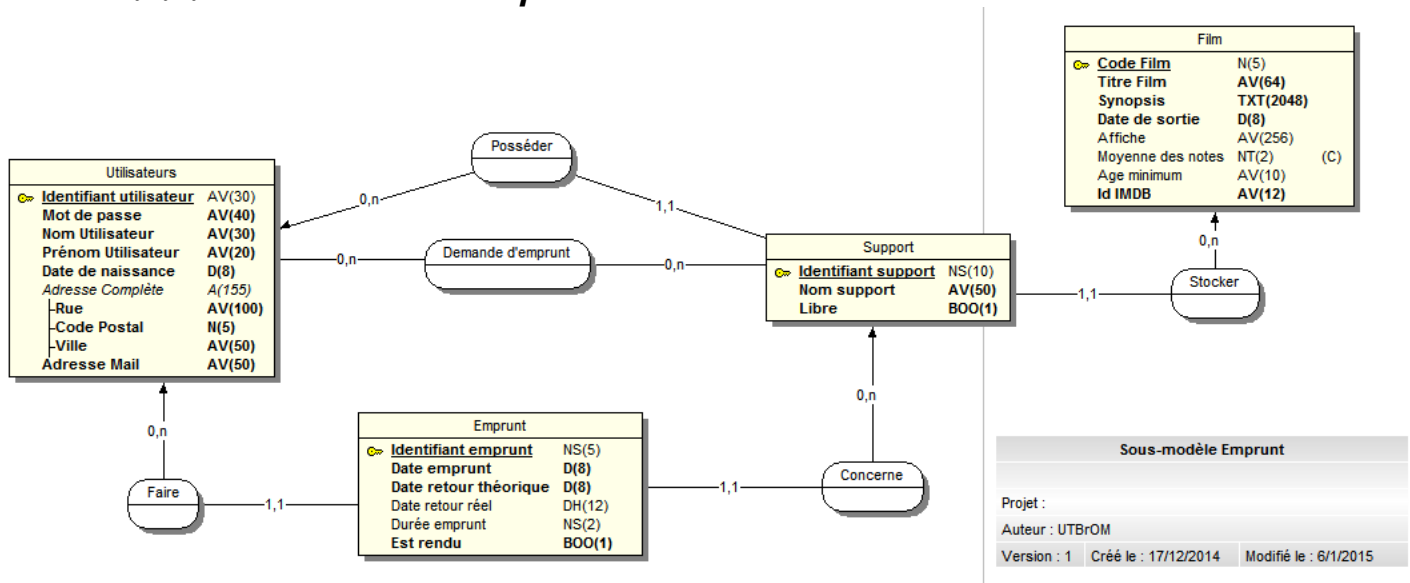 Film
Code Film N(5)
Titre Film AV(64)
Synopsis TXT(2048)
Date de sortie D(8)
Affiche AV(256)
Moyenne des notes NT(2) (C)
Age minimum AV(10)
Id IMDB AV(12)
Posséder
Utilisateurs
Identifiant utilisateur AV(30)
Mot de passe AV(40)
Nom Utilisateur AV(30)
Prénom Utilisateur AV(20)
Date de naissance D(8)
Adresse Complète A(155)
Rue AV(100)
Code Postal N(5)
Ville AV(50)
Adresse Mail AV(50)
0,n
1,1
0,n
Demande d'emprunt
0,n
Support
Identifiant support NS(10)
Nom support AV(50)
Libre BOO(1)
0,n
1,1
Stocker
0,n
0,n
Emprunt
Identifiant emprunt NS(5)
Date emprunt D(8)
Date retour théorique D(8)
Date retour réel DH(12)
Durée emprunt NS(2)
Est rendu BOO(1)
Faire
1,1
1,1
Concerne
Sous-modèle Emprunt
Projet :
Auteur : UTBrOM
Version : 1 Créé le : 17/12/2014 Modifié le : 6/1/2015